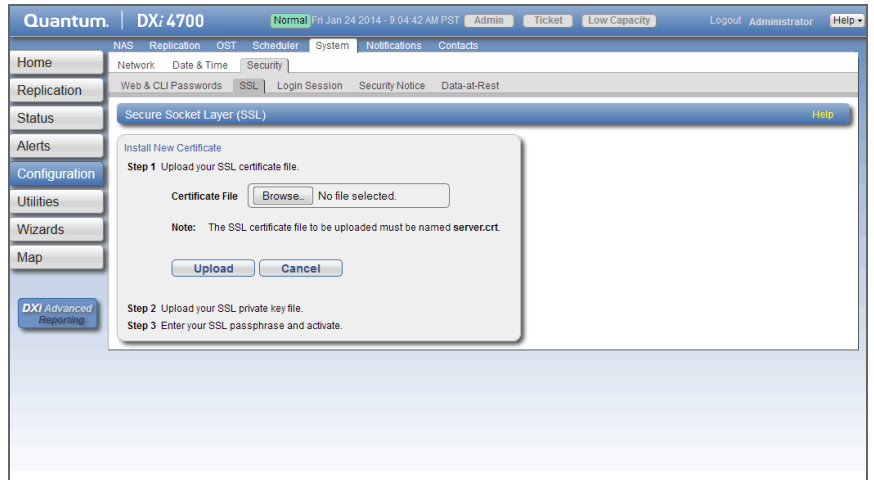 Quantum. DXi 4700 Normal Fri Jan 24 2014 - 9:04:42 AM PST Admin Ticket Low Capacity Logout Administrator Help
NAS Replication OST Scheduler System Notifications Contacts
Network Date & Time Security
Web & CLI Passwords SSL Login Session Security Notice Data-at-Rest
Home
Replication
Status
Alerts
Configuration
Utilities
Wizards
Map
DXi Advanced
Reporting
Secure Socket Layer (SSL) Help
Install New Certificate
Step 1 Upload your SSL certificate file.
Certificate File Browse... No file selected.
Note: The SSL certificate file to be uploaded must be named server.crt.
Upload Cancel
Step 2 Upload your SSL private key file.
Step 3 Enter your SSL passphrase and activate.